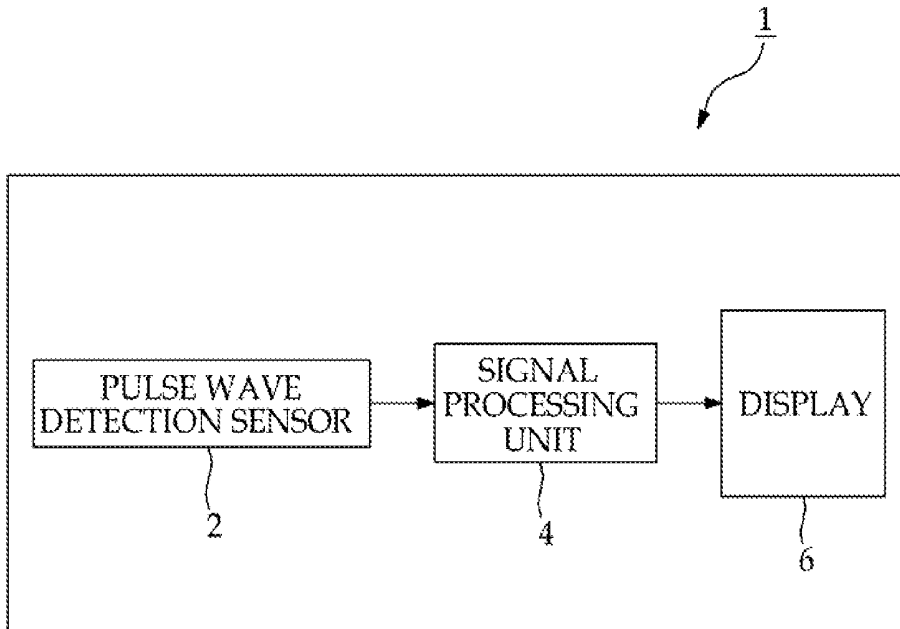 1
PULSE WAVE
DETECTION SENSOR
SIGNAL
PROCESSING
UNIT
DISPLAY
2
4
6